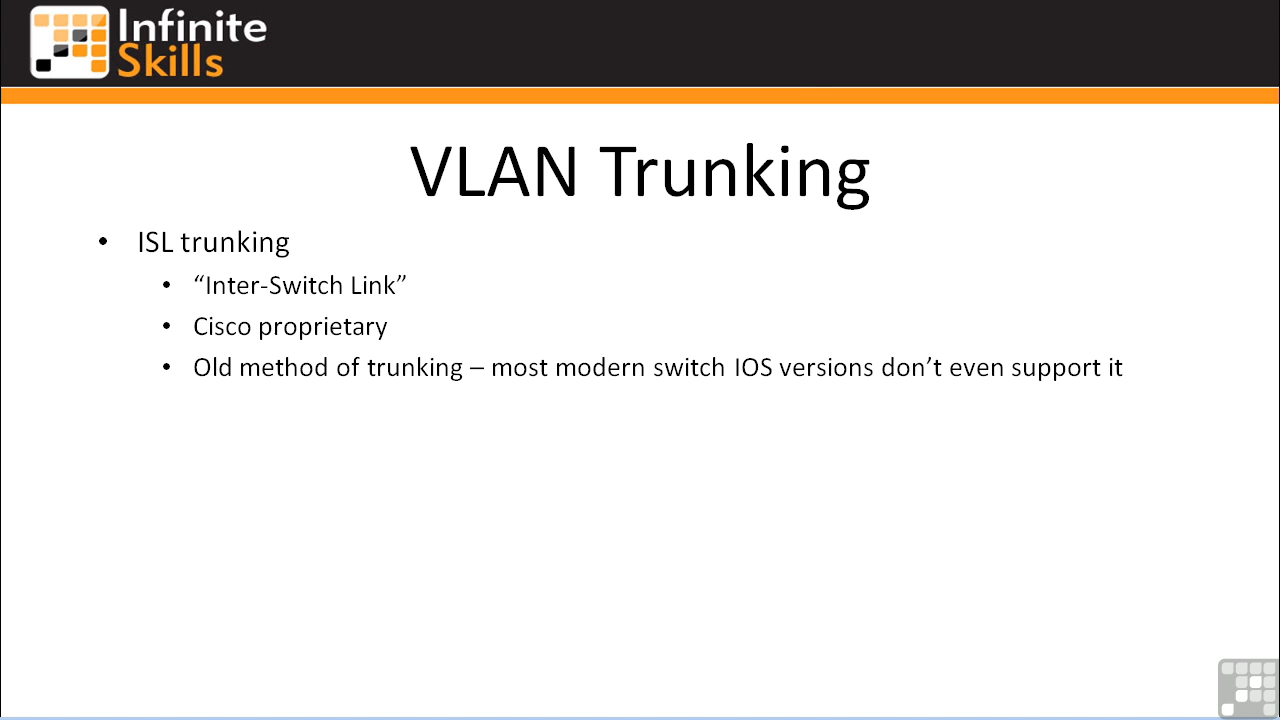 Infinite
Skills
VLAN Trunking
• ISL trunking
• “Inter-Switch Link”
• Cisco proprietary
• Old method of trunking – most modern switch IOS versions don’t even support it